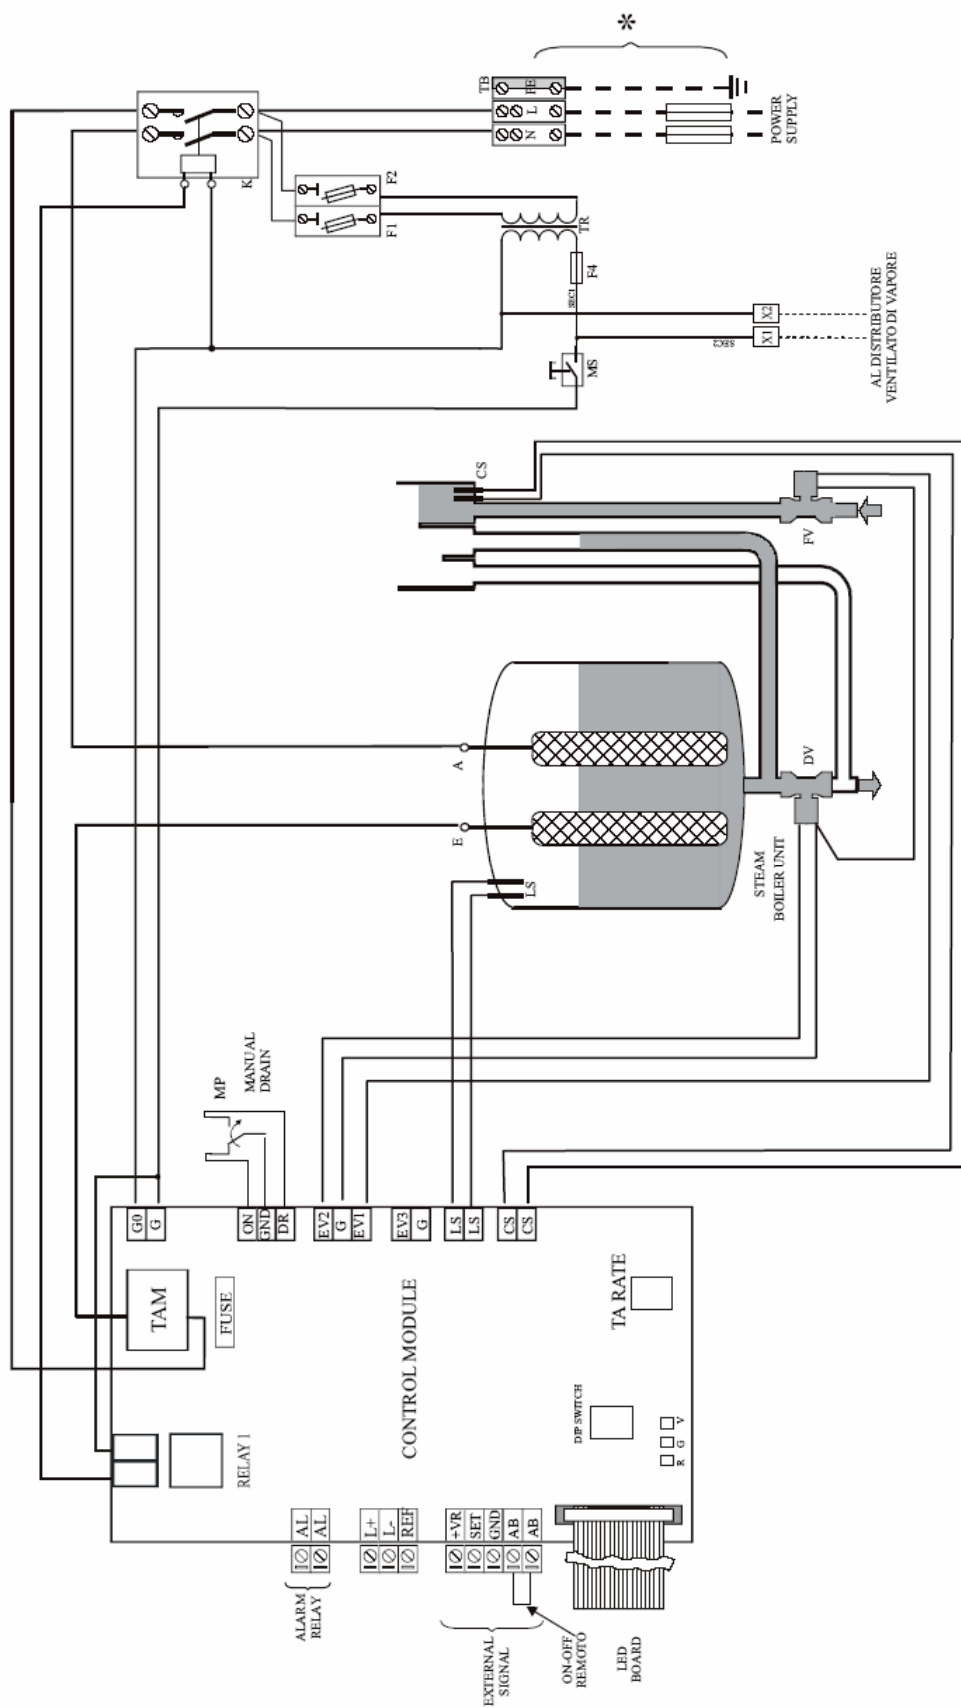 *
TB
FE
L
N
POWER
SUPPLY
K
F2
F1
TR
F4
SEC1
SEC2
X2
X1
MS
AL DISTRIBUTORE
VENTILATO DI VAPORE
CS
FV
A
E
LS
DV
STEAM
BOILER UNIT
MP
MANUAL
DRAIN
G0
G
ON
GND
DR
EV2
G
EV1
EV3
G
LS
LS
CS
CS
TAM
FUSE
CONTROL MODULE
TA RATE
RELAY 1
DIP SWITCH
R
G
V
AL
AL
L+
L-
REF
+VR
SET
GND
AB
AB
ALARM
RELAY
EXTERNAL
SIGNAL
ON-OFF
REMOTO
LED
BOARD